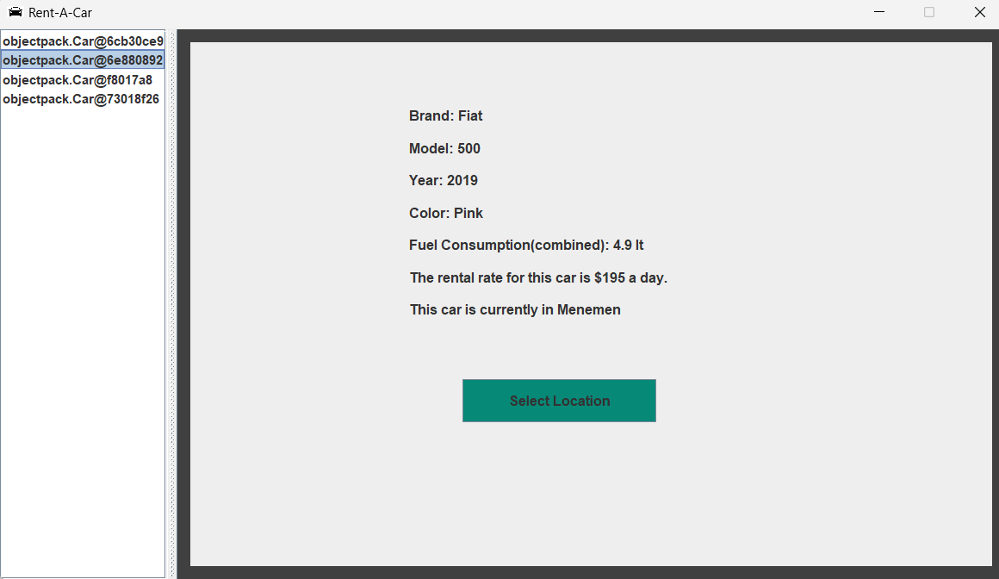 Rent-A-Car
objectpack.Car@6cb30ce9
objectpack.Car@6e880892
objectpack.Car@f8017a8
objectpack.Car@73018f26
Brand: Fiat
Model: 500
Year: 2019
Color: Pink
Fuel Consumption(combined): 4.9 lt
The rental rate for this car is $195 a day.
This car is currently in Menemen
Select Location